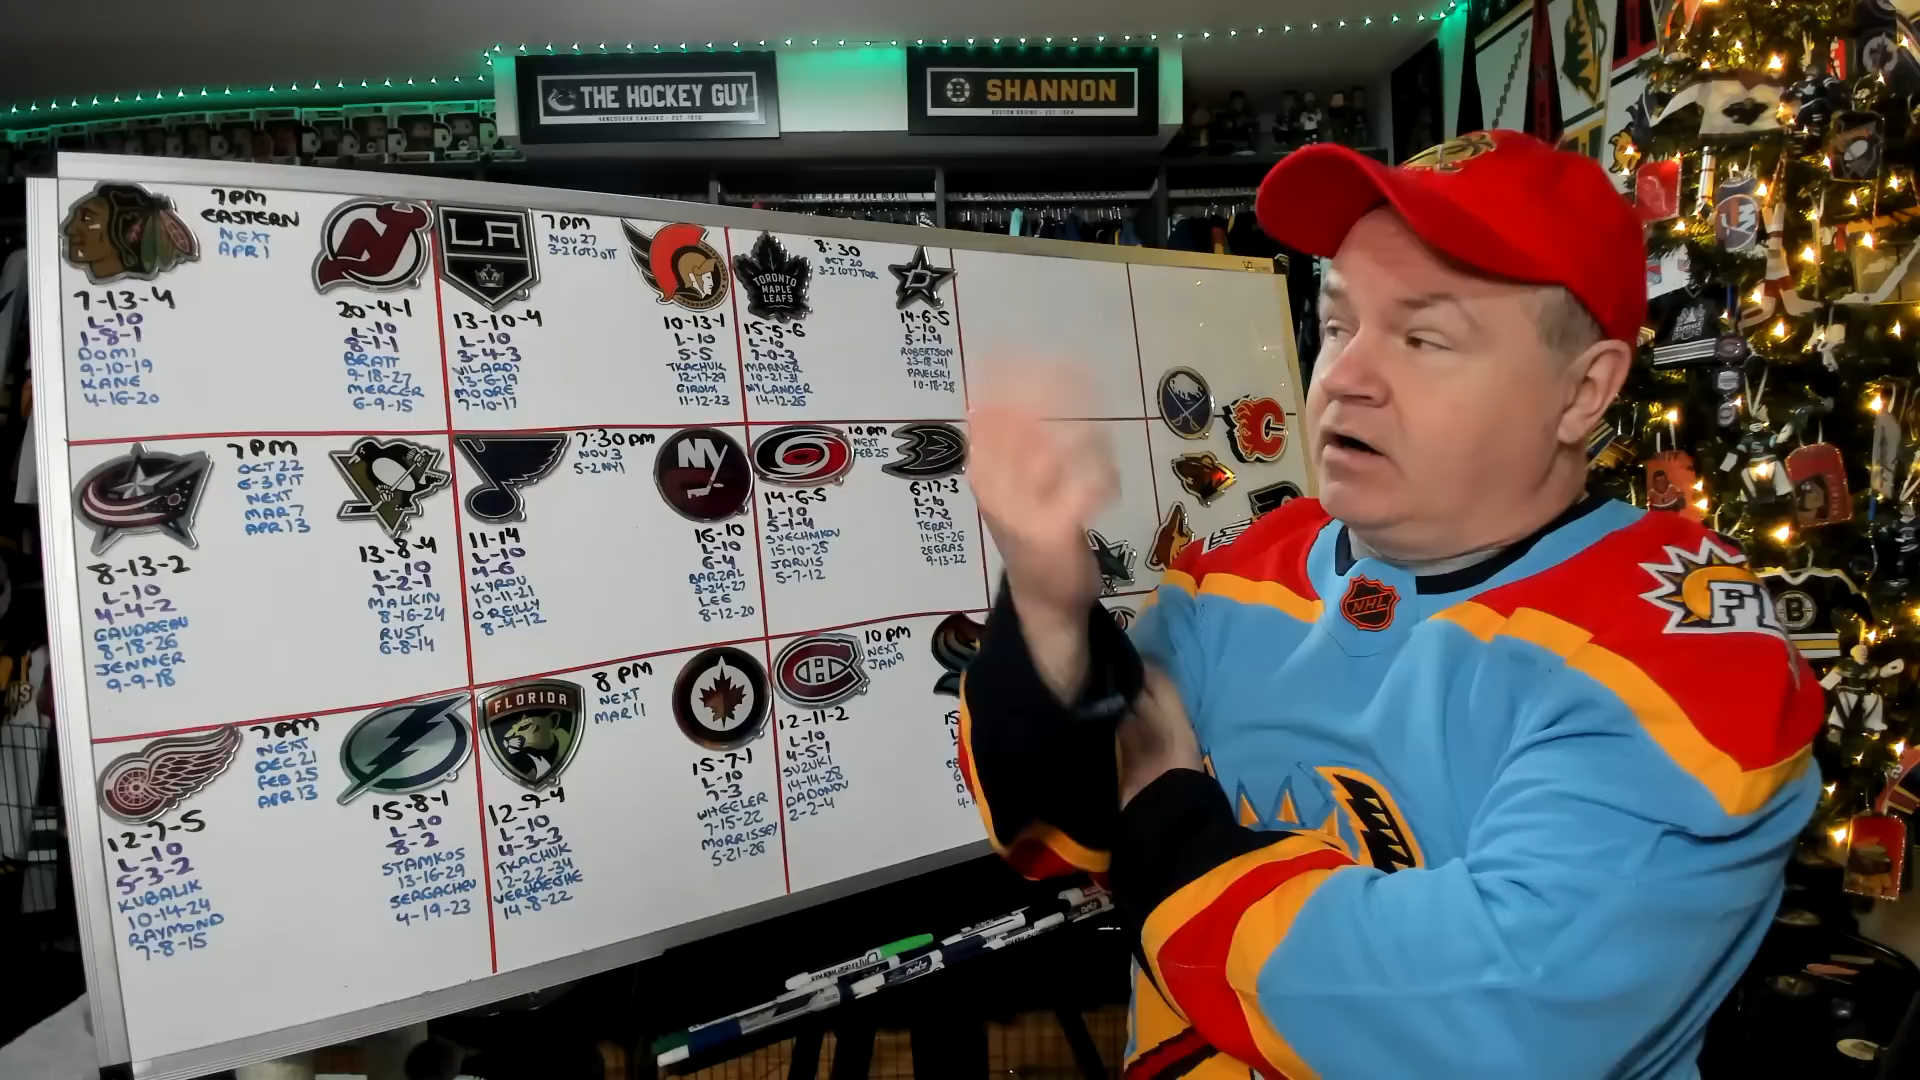 THE HOCKEY GUY
VANCOUVER CANUCKS - EST. 1970
SHANNON
BOSTON BRUINS - EST. 1924
7PM
EASTERN
NEXT
APR 1
7-13-4
L-10
1-8-1
DOMI
9-10-19
KANE
4-16-20
20-4-1
L-10
8-1-1
BRATT
9-18-27
MERCER
6-9-15
LA
7PM
NOV 27
3-2(OT) OTT
13-10-4
L-10
3-4-3
VILARDI
13-6-19
MOORE
7-10-17
10-13-1
L-10
5-5
TKACHUK
12-17-29
GIROUX
11-12-23
TORONTO
MAPLE
LEAFS
8:30
OCT 20
3-2(OT) TOR
15-5-6
L-10
7-0-3
MARNER
10-21-31
NYLANDER
14-12-26
D
14-6-5
L-10
5-1-4
ROBERTSON
23-18-41
PAVELSKI
10-18-28
7PM
OCT 22
6-3 PIT
NEXT
MAR 7
APR 13
8-13-2
L-10
4-4-2
GAUDREAU
8-18-26
JENNER
9-9-18
13-8-4
L-10
7-2-1
MALKIN
8-16-24
RUST
6-8-14
7:30 PM
NOV 3
5-2 NYI
11-14
L-10
4-6
KYROU
10-11-21
O'REILLY
8-4-12
NY
16-10
L-10
6-4
BARZAL
3-24-27
LEE
8-12-20
10 PM
NEXT
FEB 25
14-6-5
L-10
5-1-4
SVECHNIKOV
15-10-25
JARVIS
5-7-12
6-17-3
L-10
1-7-2
TERRY
11-15-26
ZEGRAS
9-13-22
7PM
NEXT
DEC 21
FEB 25
APR 13
12-7-5
L-10
5-3-2
KUBALIK
10-14-24
RAYMOND
7-8-15
15-8-1
L-10
8-2
STAMKOS
13-16-29
SERGACHEV
4-19-23
FLORIDA
8 PM
NEXT
MAR 11
12-9-4
L-10
4-3-3
TKACHUK
12-22-34
VERHAEGHE
14-8-22
15-7-1
L-10
7-3
WHEELER
7-15-22
MORRISSEY
5-21-26
10 PM
NEXT
JAN 9
12-11-2
L-10
4-5-1
SUZUKI
14-14-28
DADONOV
2-2-4
15
NHL
FL
B